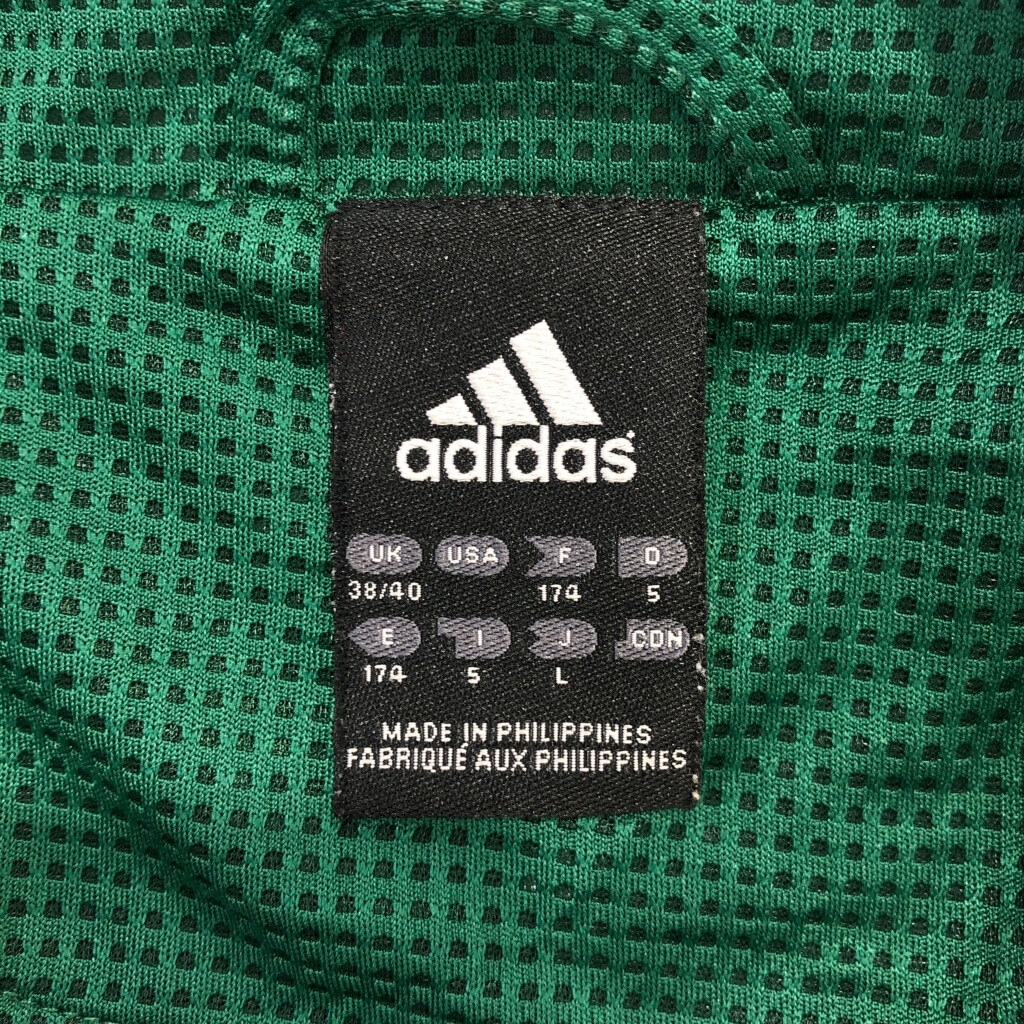 adidas
UK USA F D
38/40 174 5
E I J CDN
174 5 L
MADE IN PHILIPPINES
FABRIQUÉ AUX PHILIPPINES